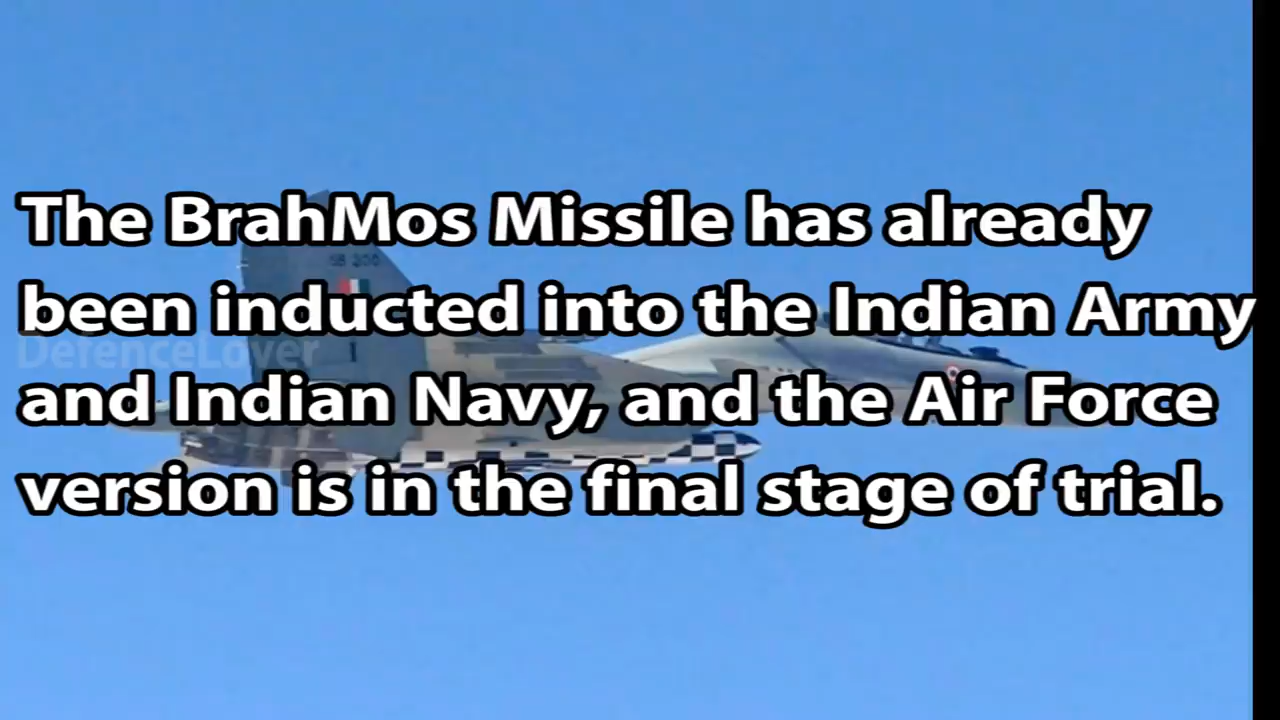 The BrahMos Missile has already
been inducted into the Indian Army
DefenceLover
and Indian Navy, and the Air Force
version is in the final stage of trial.